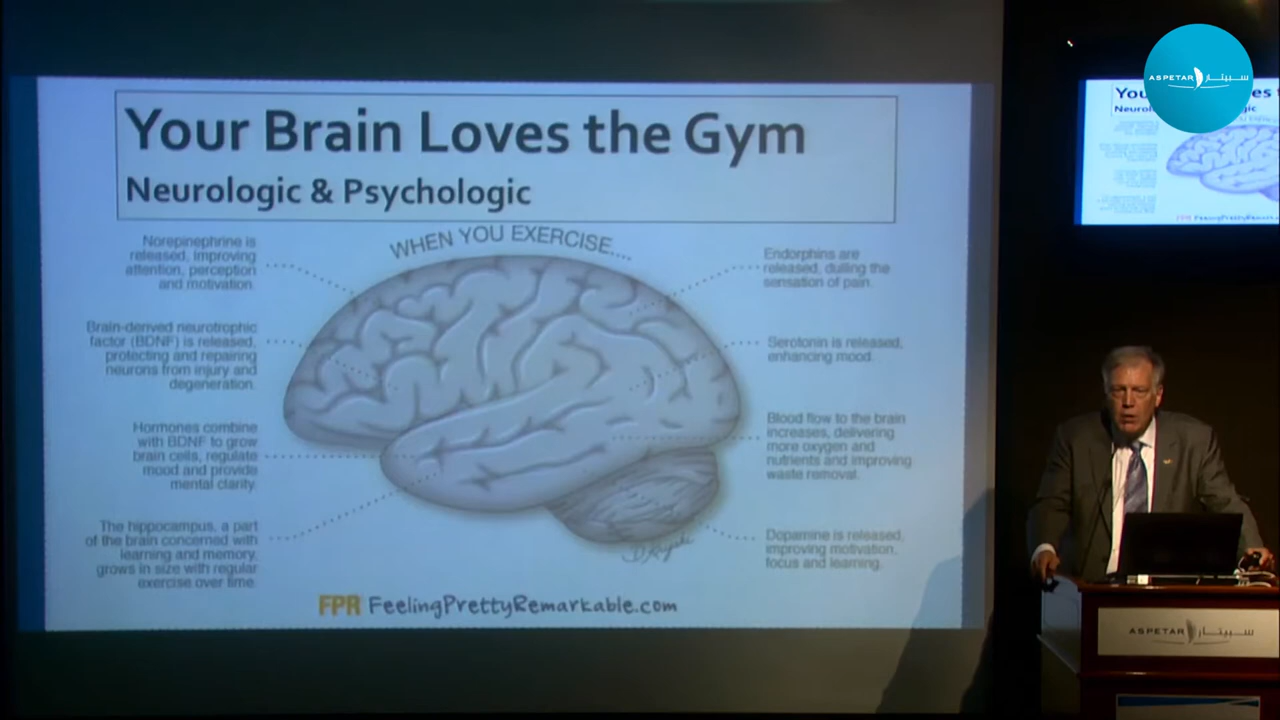 Your Brain Loves the Gym
Neurologic & Psychologic
WHEN YOU EXERCISE....
Norepinephrine is
released, improving
attention, perception
and motivation.
Brain-derived neurotrophic
factor (BDNF) is released,
protecting and repairing
neurons from injury and
degeneration.
Hormones combine
with BDNF to grow
brain cells, regulate
mood and provide
mental clarity.
The hippocampus, a part
of the brain concerned with
learning and memory,
grows in size with regular
exercise over time.
Endorphins are
released, dulling the
sensation of pain.
Serotonin is released,
enhancing mood.
Blood flow to the brain
increases, delivering
more oxygen and
nutrients and improving
waste removal.
Dopamine is released,
improving motivation,
focus and learning.
FPR FeelingPrettyRemarkable.com
ASPETAR سبيتار
You es
Neurol gic
FPR
ASPETAR سبيتار